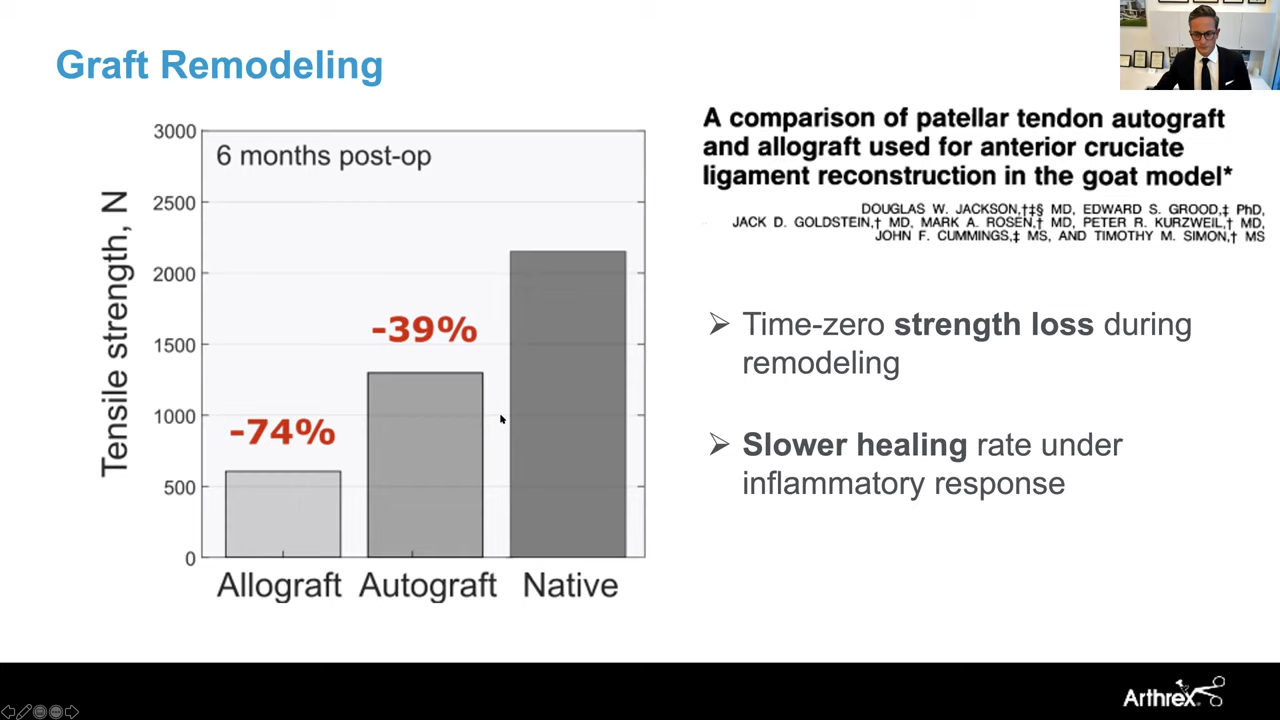 Graft Remodeling
3000
2500
2000
1500
1000
500
0
Tensile strength, N
6 months post-op
-74%
-39%
Allograft
Autograft
Native
A comparison of patellar tendon autograft
and allograft used for anterior cruciate
ligament reconstruction in the goat model*
DOUGLAS W. JACKSON,†‡§ MD, EDWARD S. GROOD,‡ PhD,
JACK D. GOLDSTEIN,† MD, MARK A. ROSEN,† MD, PETER R. KURZWEIL,† MD,
JOHN F. CUMMINGS,‡ MS, AND TIMOTHY M. SIMON,† MS
➢ Time-zero strength loss during
remodeling
➢ Slower healing rate under
inflammatory response
Arthrex